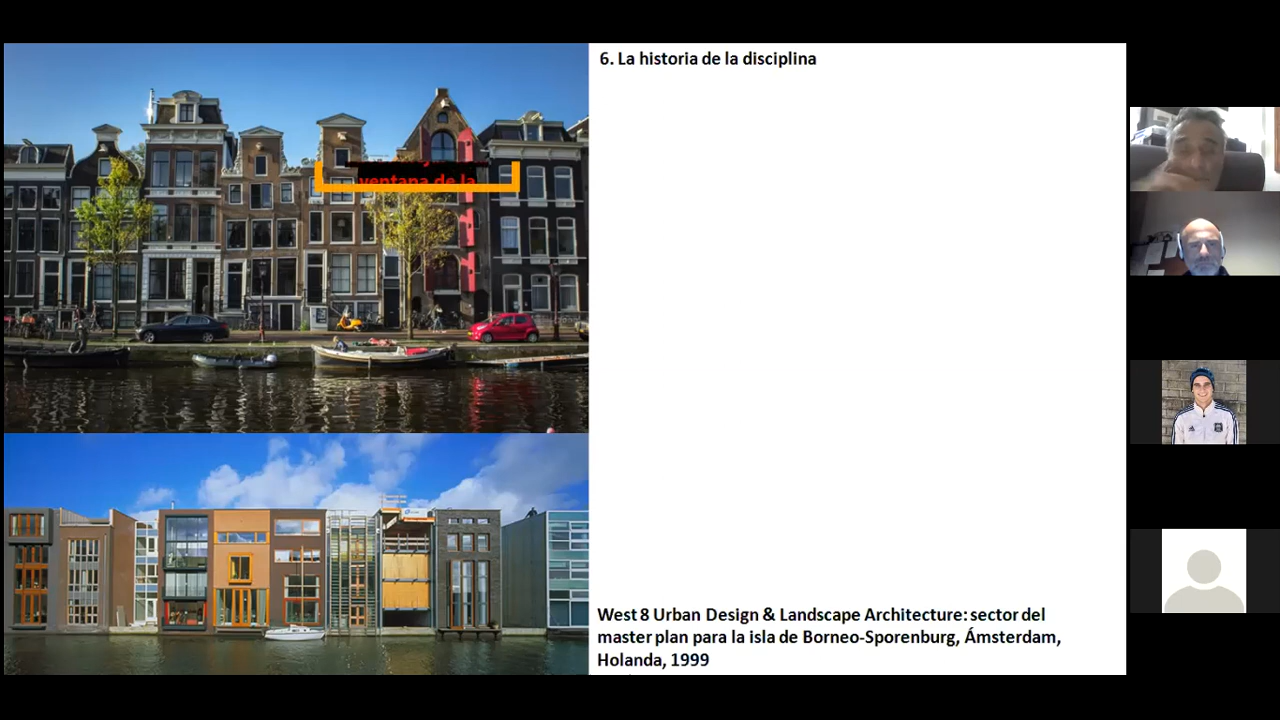 6. La historia de la disciplina
ventana de la
West 8 Urban Design & Landscape Architecture: sector del
master plan para la isla de Borneo-Sporenburg, Ámsterdam,
Holanda, 1999